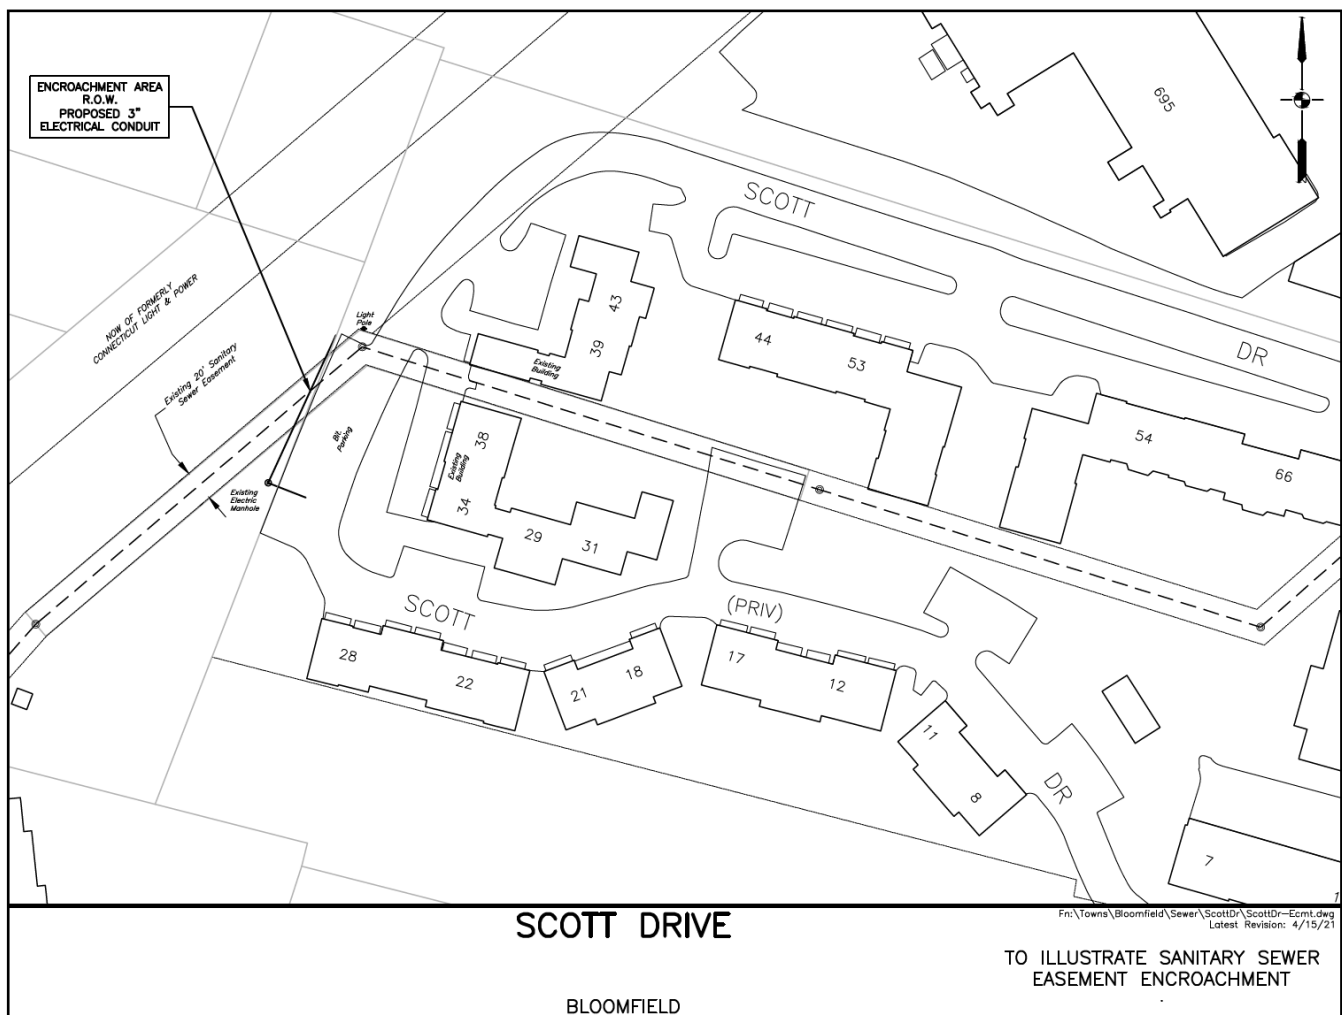 ENCROACHMENT AREA
R.O.W.
PROPOSED 3"
ELECTRICAL CONDUIT
695
SCOTT
NOW OF FORMERLY
CONNECTICUT LIGHT & POWER
43
39
Light
Pole
44
53
DR
Existing 20' Sanitary
Sewer Easement
Existing
Building
Bit.
Parking
38
Existing
Building
34
54
66
Existing
Electric
Manhole
29
31
SCOTT
(PRIV)
28
22
21
18
17
12
11
8
DR
7
1
SCOTT DRIVE
Fn:\Towns\Bloomfield\Sewer\ScottDr\ScottDr-Ecmt.dwg
Latest Revision: 4/15/21
TO ILLUSTRATE SANITARY SEWER
EASEMENT ENCROACHMENT
BLOOMFIELD